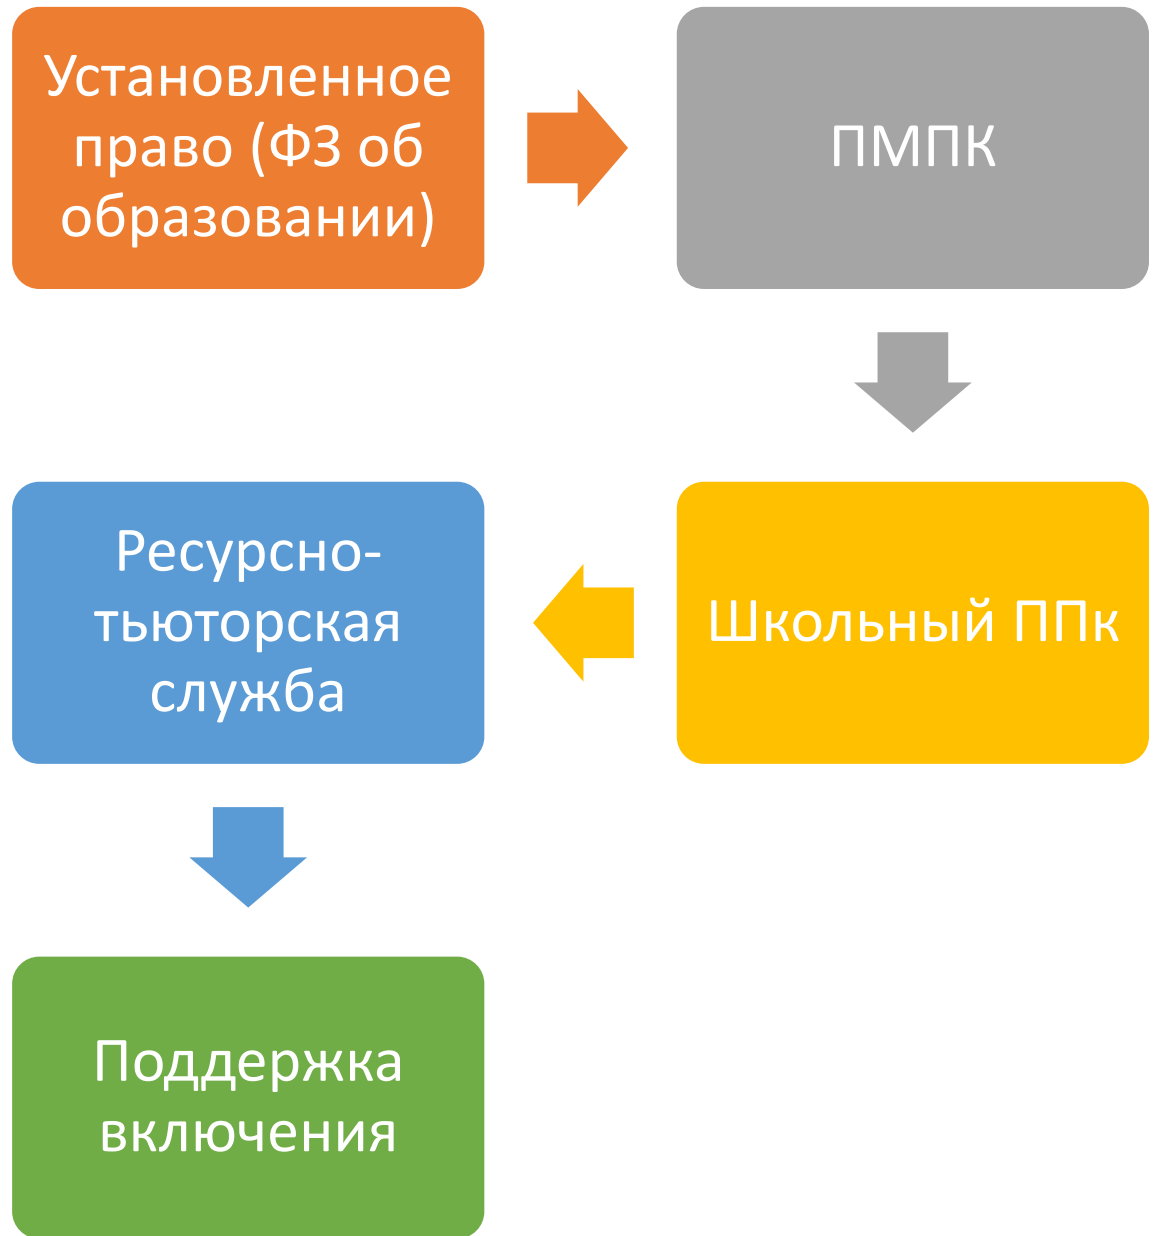 Установленное
право (ФЗ об
образовании)
ПМПК
Школьный ППк
Ресурсно-
тьюторская
служба
Поддержка
включения